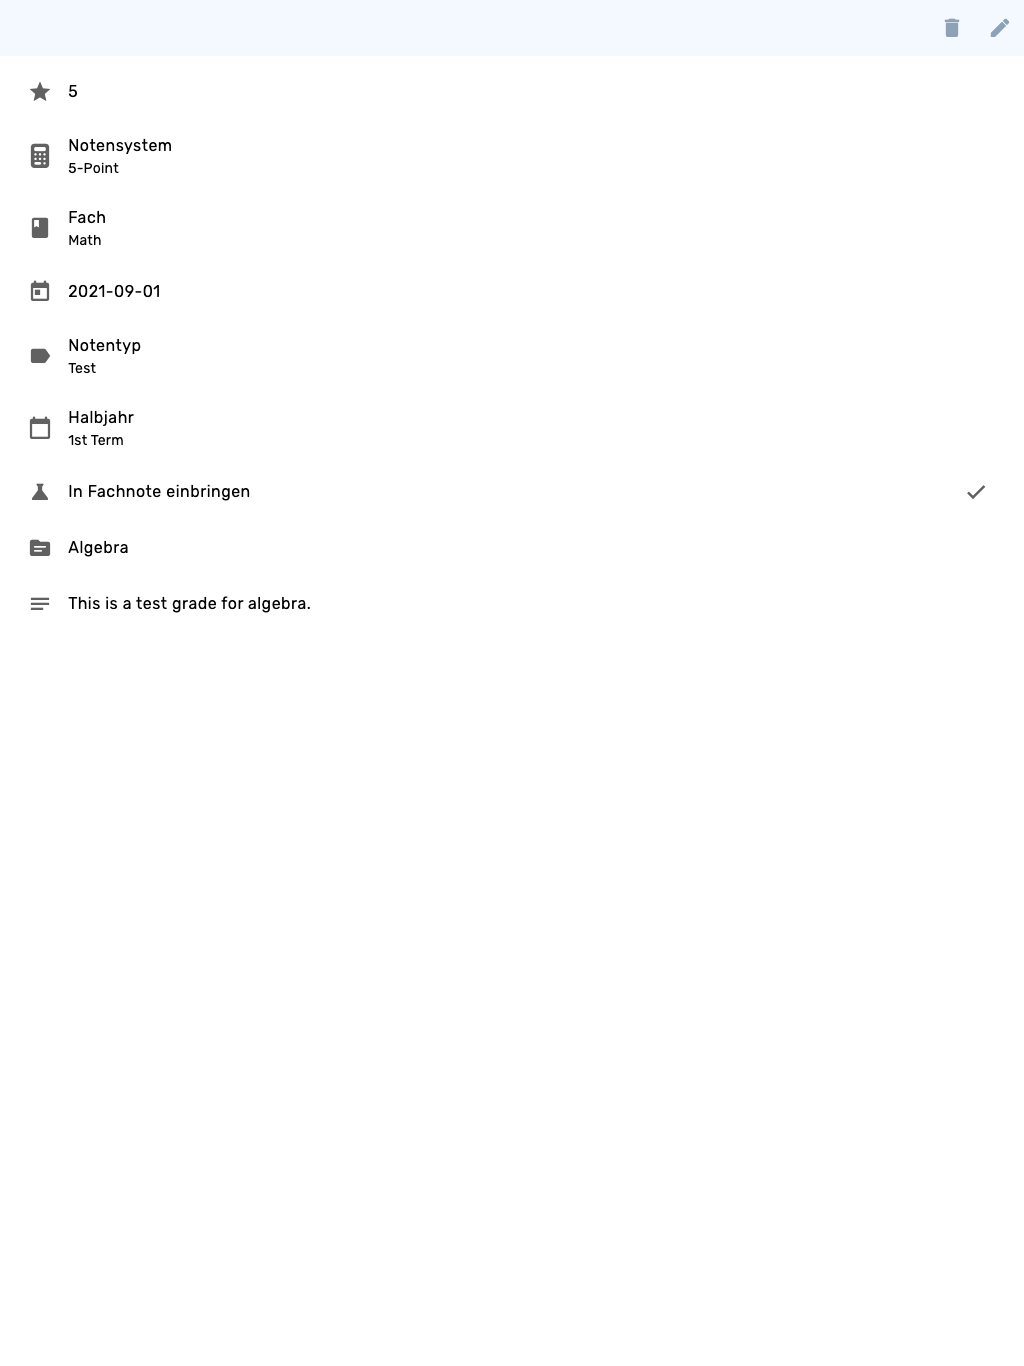 5
Notensystem
5-Point
Fach
Math
2021-09-01
Notentyp
Test
Halbjahr
1st Term
In Fachnote einbringen
Algebra
This is a test grade for algebra.